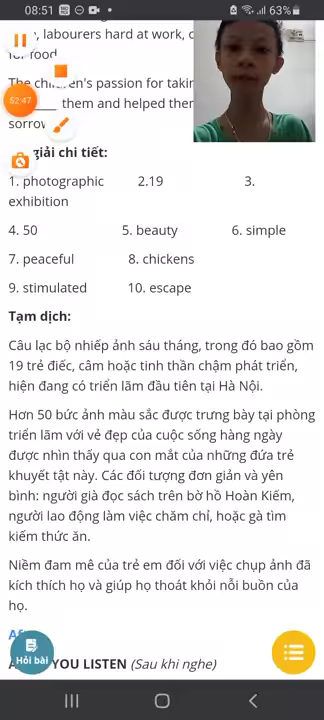 08:51 63%
, labourers hard at work,
for food
The children's passion for
52:47 them and helped
sorrow
giải chi tiết:
1. photographic 2.19 3.
exhibition
4. 50 5. beauty 6. simple
7. peaceful 8. chickens
9. stimulated 10. escape
Tạm dịch:
Câu lạc bộ nhiếp ảnh sáu tháng, trong đó bao gồm
19 trẻ điếc, câm hoặc tinh thần chậm phát triển,
hiện đang có triển lãm đầu tiên tại Hà Nội.
Hơn 50 bức ảnh màu sắc được trưng bày tại phòng
triển lãm với vẻ đẹp của cuộc sống hàng ngày
được nhìn thấy qua con mắt của những đứa trẻ
khuyết tật này. Các đối tượng đơn giản và yên
bình: người già đọc sách trên bờ hồ Hoàn Kiếm,
người lao động làm việc chăm chỉ, hoặc gà tìm
kiếm thức ăn.
Niềm đam mê của trẻ em đối với việc chụp ảnh đã
kích thích họ và giúp họ thoát khỏi nỗi buồn của
họ.
Hỏi bài
YOU LISTEN (Sau khi nghe)